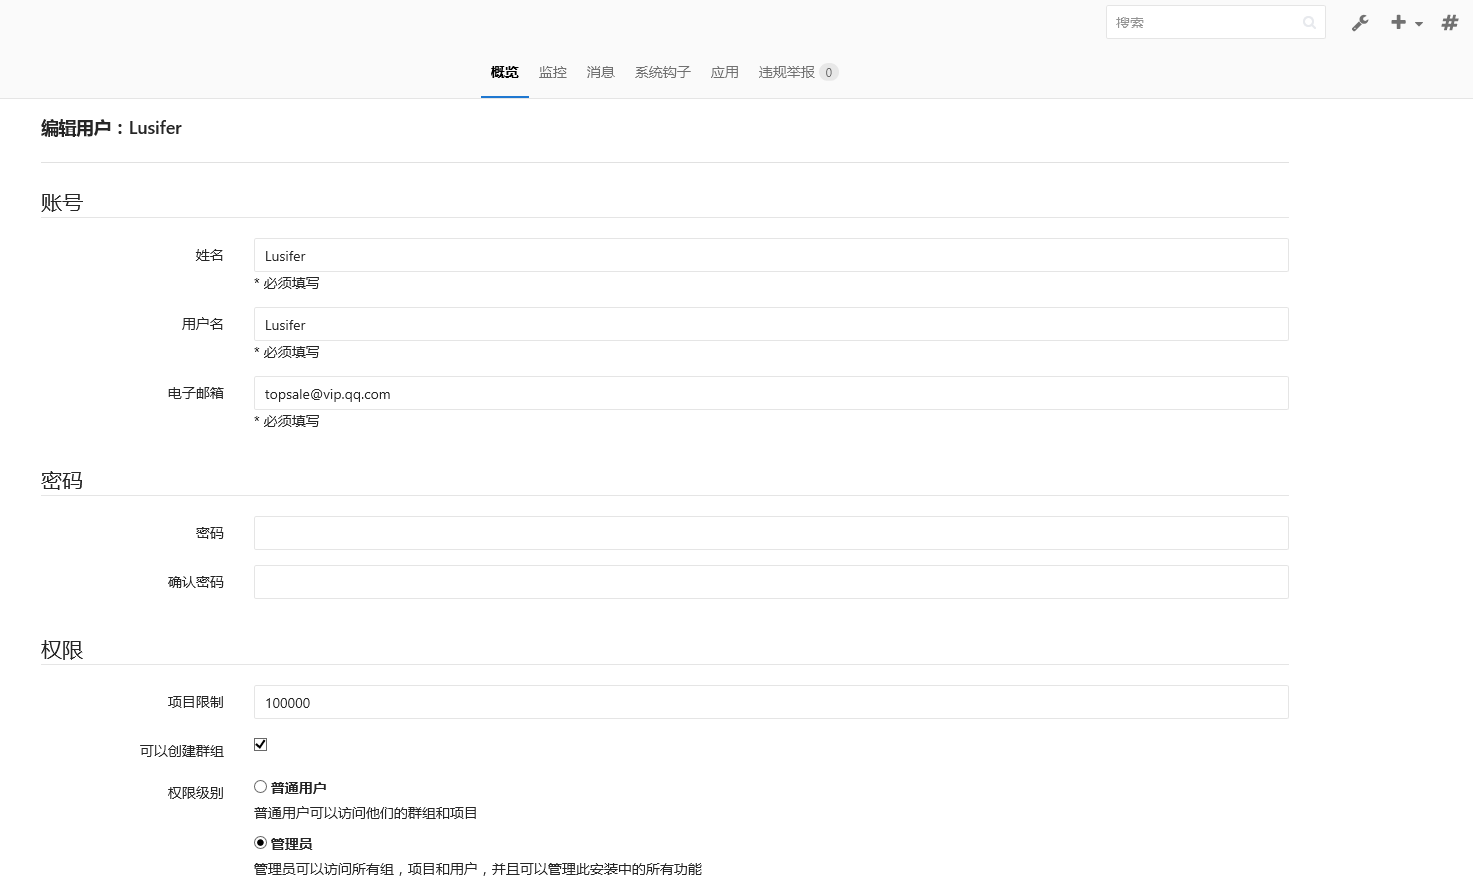 搜索
概览 监控 消息 系统钩子 应用 违规举报 0
编辑用户：Lusifer
账号
姓名 Lusifer
* 必须填写
用户名 Lusifer
* 必须填写
电子邮箱 topsale@vip.qq.com
* 必须填写
密码
密码
确认密码
权限
项目限制 100000
可以创建群组
权限级别 普通用户
普通用户可以访问他们的群组和项目
管理员
管理员可以访问所有组，项目和用户，并且可以管理此安装中的所有功能